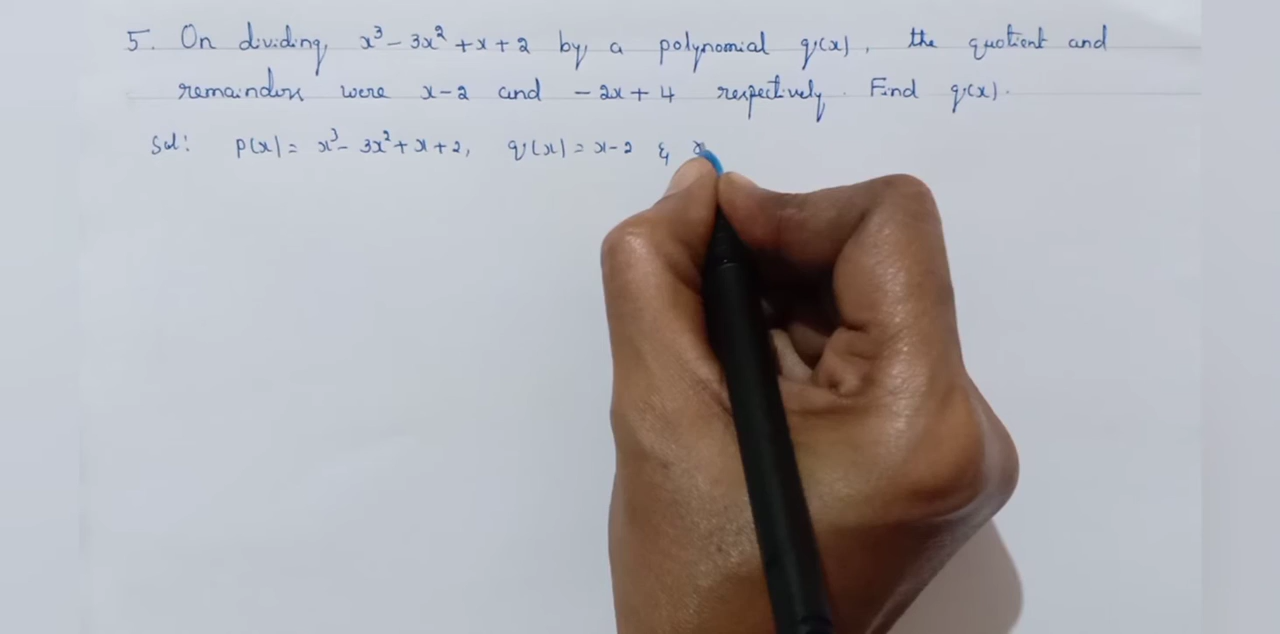 5. On dividing x³ - 3x² + x + 2 by a polynomial g(x), the quotient and
remainders were x-2 and -2x+4 respectively. Find g(x).
Sol: P(x) = x³ - 3x² + x + 2, q(x) = x-2 &